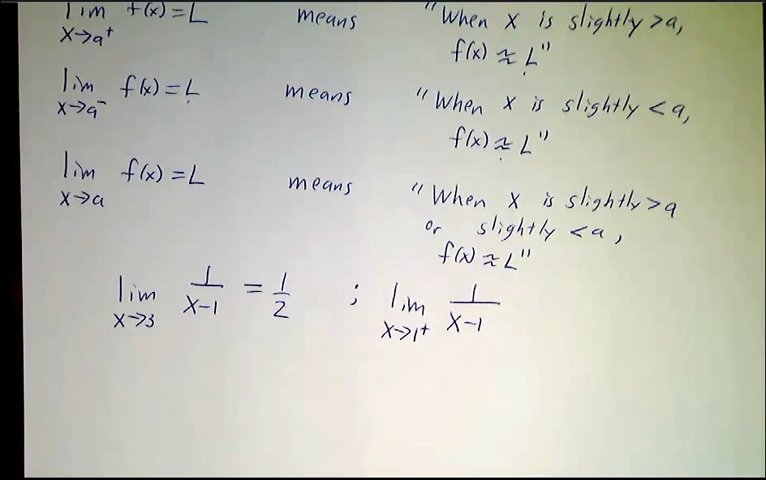 lim f(x) = L means "When x is slightly > a,
x→a⁺ f(x) ≈ L"
lim f(x) = L means "When x is slightly < a,
x→a⁻ f(x) ≈ L"
lim f(x) = L means "When x is slightly > a
x→a or slightly < a,
f(x) ≈ L"
lim 1/(x-1) = 1/2 ; lim 1/(x-1)
x→3 x→1⁺